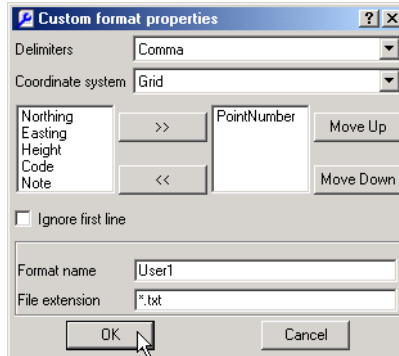 Custom format properties
Delimiters Comma
Coordinate system Grid
Northing
Easting
Height
Code
Note
>>
<<
PointNumber
Move Up
Move Down
Ignore first line
Format name User1
File extension *.txt
OK Cancel